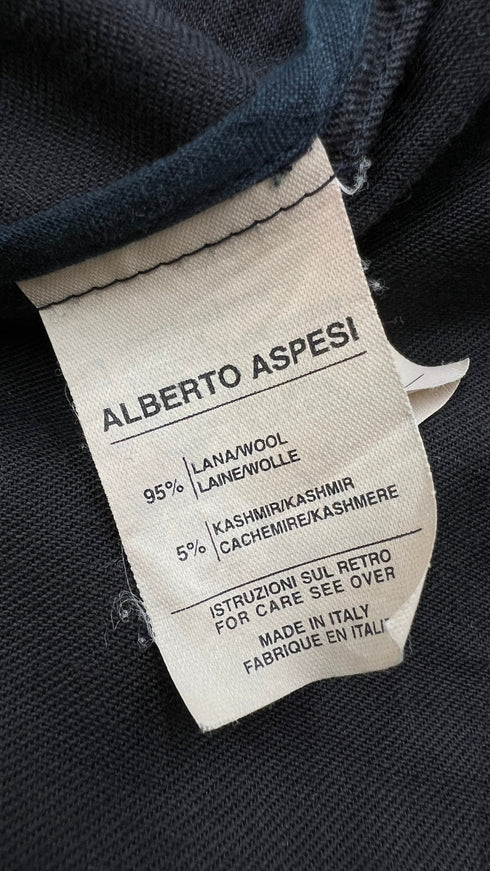 ALBERTO ASPESI
95%
LANA/WOOL
LAINE/WOLLE
5%
KASHMIR/KASHMIR
CACHEMIRE/KASHMERE
ISTRUZIONI SUL RETRO
FOR CARE SEE OVER
MADE IN ITALY
FABRIQUE EN ITALI